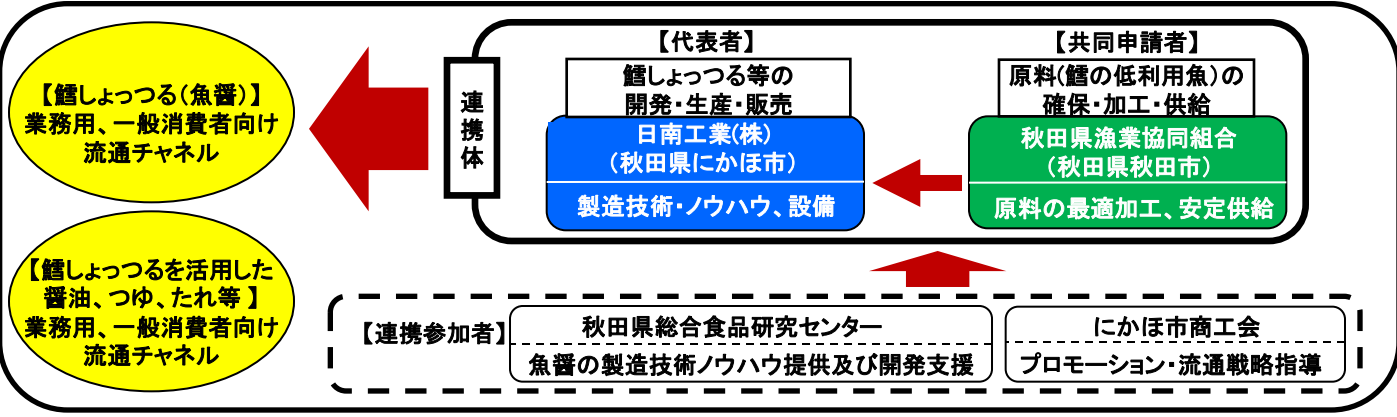 【鱈しょっつる(魚醤)】
業務用、一般消費者向け
流通チャネル
【鱈しょっつるを活用した
醤油、つゆ、たれ等 】
業務用、一般消費者向け
流通チャネル
連携体
【代表者】
鱈しょっつる等の
開発・生産・販売
日南工業(株)
(秋田県にかほ市)
製造技術・ノウハウ、設備
【共同申請者】
原料(鱈の低利用魚)の
確保・加工・供給
秋田県漁業協同組合
(秋田県秋田市)
原料の最適加工、安定供給
【連携参加者】
秋田県総合食品研究センター
魚醤の製造技術ノウハウ提供及び開発支援
にかほ市商工会
プロモーション・流通戦略指導